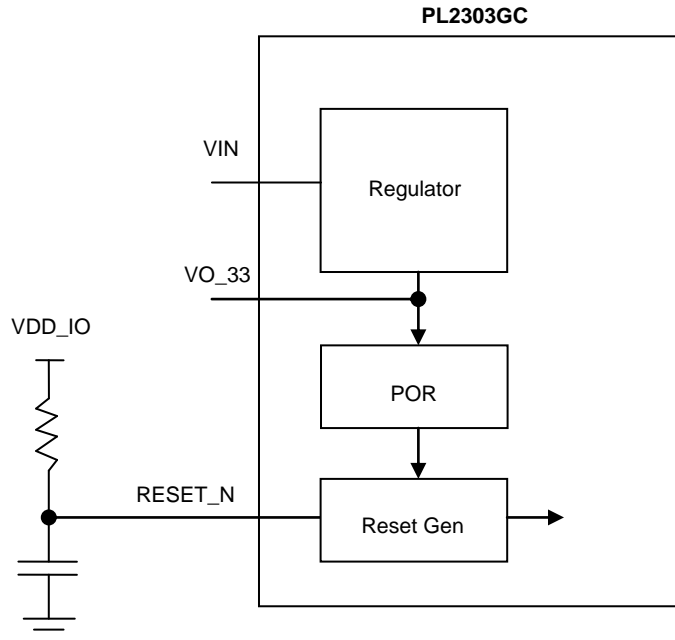 PL2303GC
VIN
Regulator
VO_33
VDD_IO
POR
RESET_N
Reset Gen